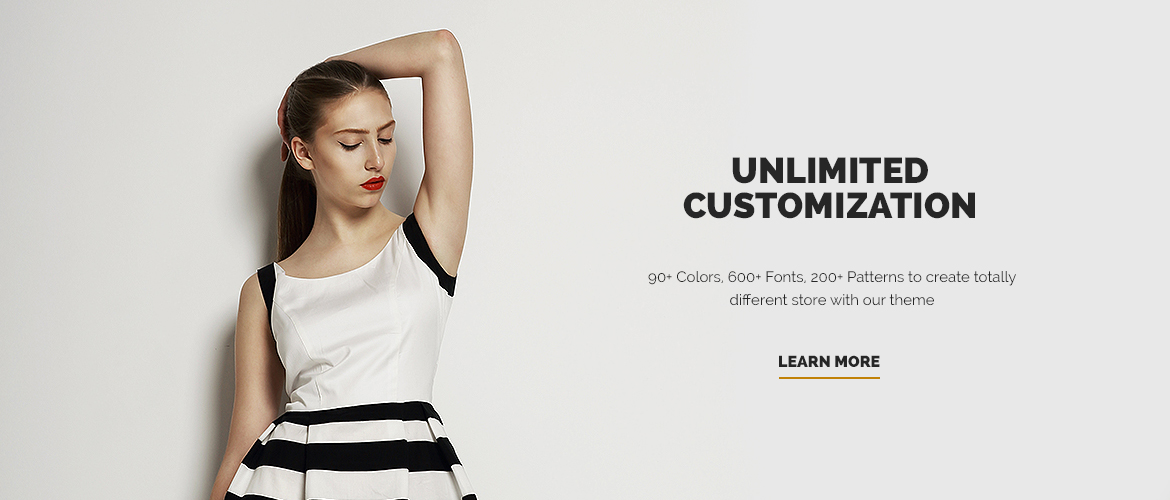 UNLIMITED
CUSTOMIZATION
90+ Colors, 600+ Fonts, 200+ Patterns to create totally
different store with our theme
LEARN MORE